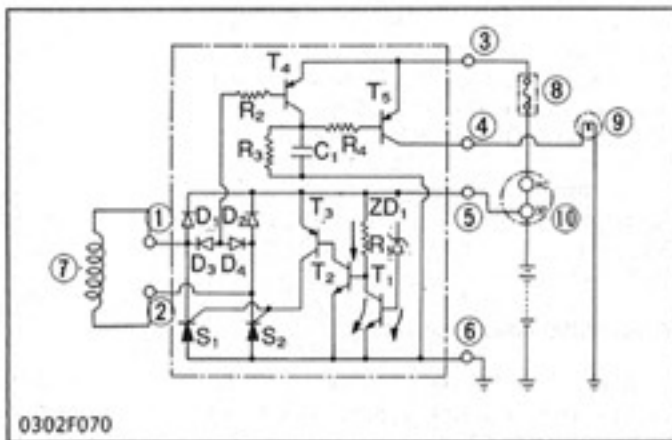 ③
T₄
T₅
⑧
R₂
④
⑨
R₃
C₁
R₄
T₃
ZD₁
⑤
⑩
①
D₁
D₂
⑦
D₃
D₄
T₂
T₁
②
S₁
S₂
⑥
0302F070